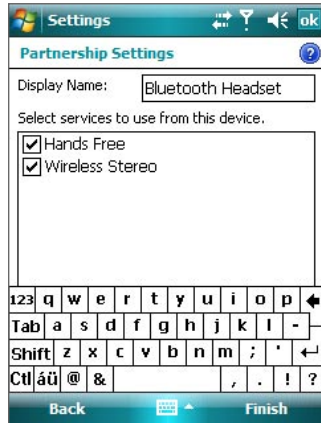 Settings ok
Partnership Settings ?
Display Name: Bluetooth Headset
Select services to use from this device.
Hands Free
Wireless Stereo
123 q w e r t y u i o p
Tab a s d f g h j k l -
Shift z x c v b n m ; '
Ctl áü @ & , . ! ?
Back Finish